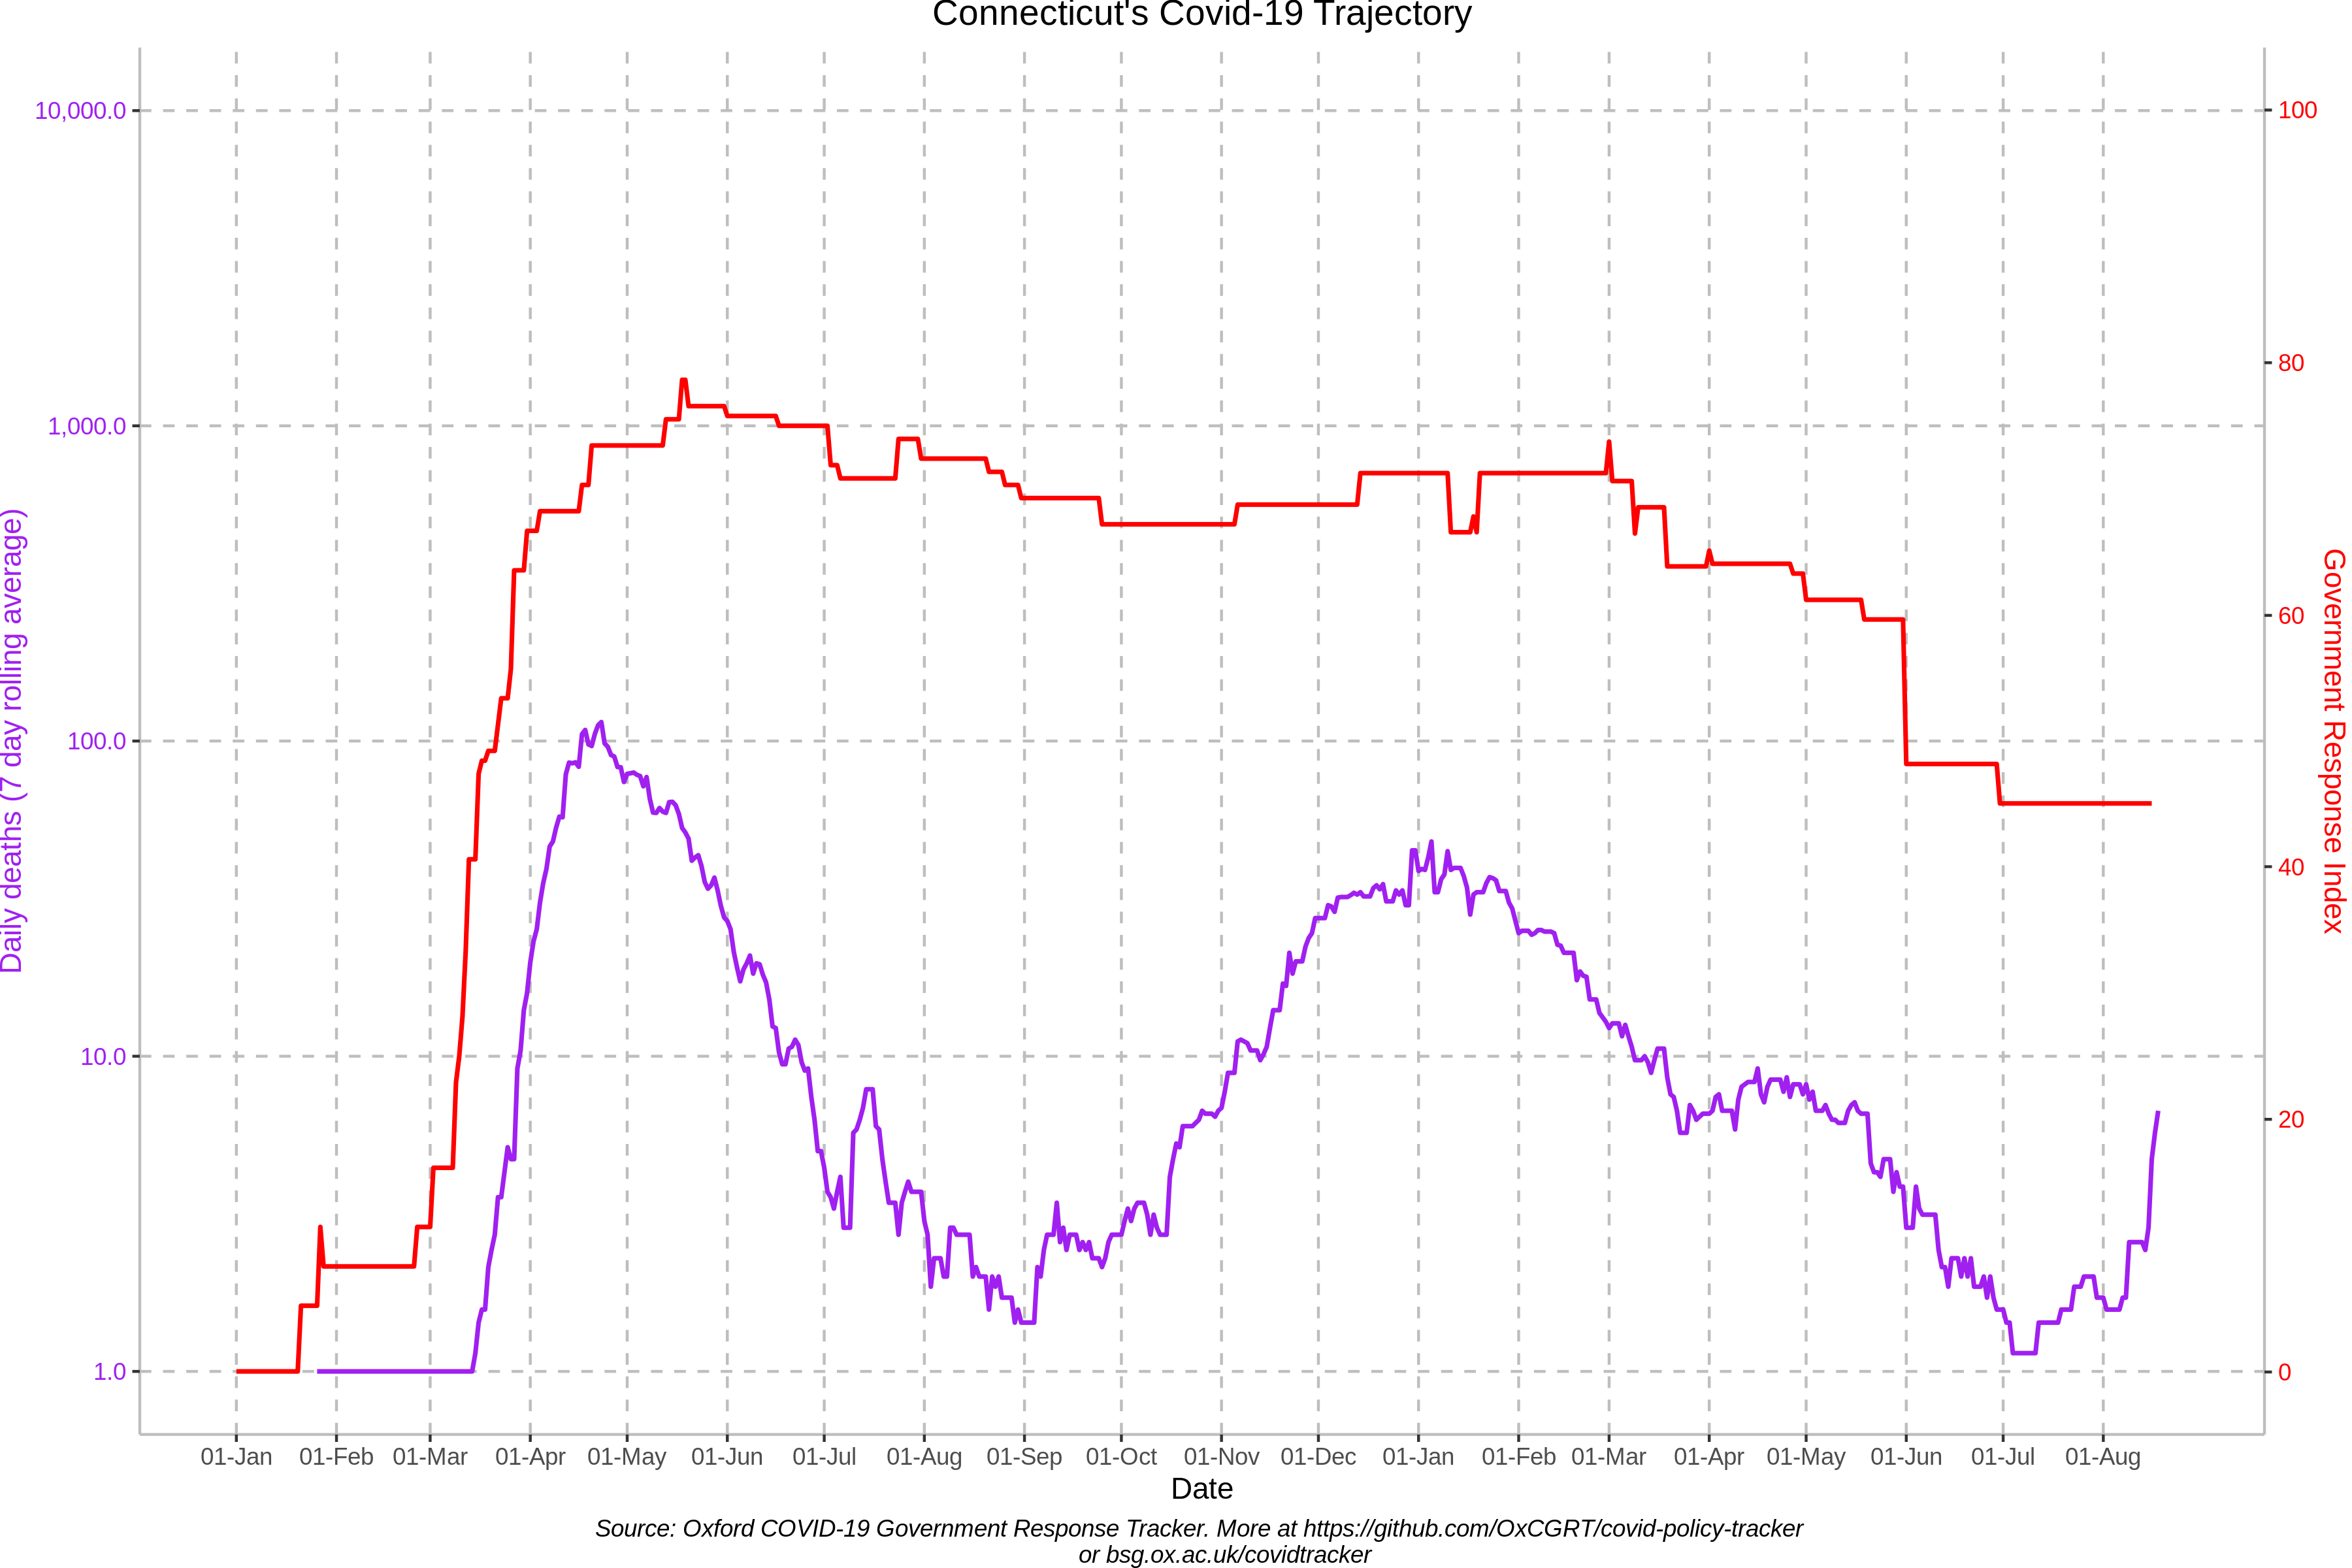 Connecticut's Covid-19 Trajectory
10,000.0
1,000.0
100.0
10.0
1.0
Daily deaths (7 day rolling average)
100
80
60
40
20
0
Government Response Index
01-Jan 01-Feb 01-Mar 01-Apr 01-May 01-Jun 01-Jul 01-Aug 01-Sep 01-Oct 01-Nov 01-Dec 01-Jan 01-Feb 01-Mar 01-Apr 01-May 01-Jun 01-Jul 01-Aug
Date
Source: Oxford COVID-19 Government Response Tracker. More at https://github.com/OxCGRT/covid-policy-tracker
or bsg.ox.ac.uk/covidtracker